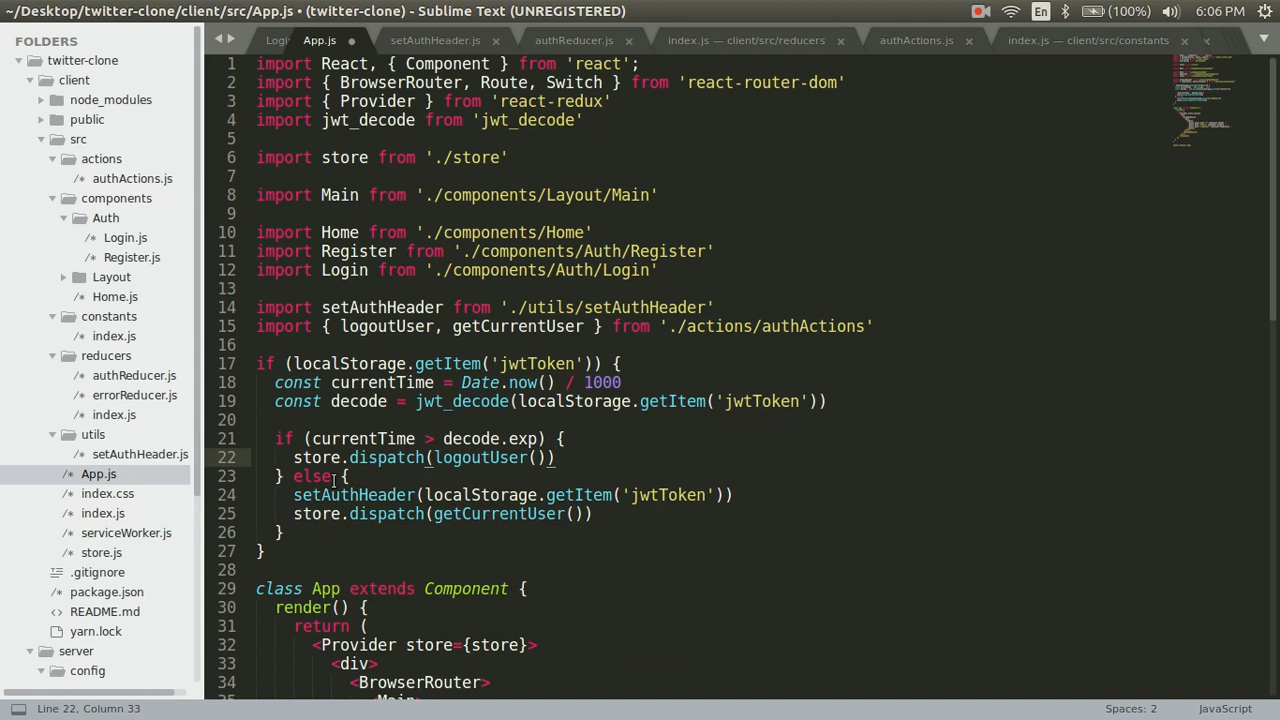 ~/Desktop/twitter-clone/client/src/App.js • (twitter-clone) - Sublime Text (UNREGISTERED)
En
(100%)
6:06 PM
FOLDERS
twitter-clone
client
node_modules
public
src
actions
/* authActions.js
components
Auth
/* Login.js
/* Register.js
Layout
/* Home.js
constants
/* index.js
reducers
/* authReducer.js
/* errorReducer.js
/* index.js
utils
/* setAuthHeader.js
/* App.js
/* index.css
/* index.js
/* serviceWorker.js
/* store.js
.gitignore
/* package.json
README.md
yarn.lock
server
config
Logi
App.js
setAuthHeader.js
authReducer.js
index.js — client/src/reducers
authActions.js
index.js — client/src/constants
1 import React, { Component } from 'react';
2 import { BrowserRouter, Route, Switch } from 'react-router-dom'
3 import { Provider } from 'react-redux'
4 import jwt_decode from 'jwt_decode'
5
6 import store from './store'
7
8 import Main from './components/Layout/Main'
9
10 import Home from './components/Home'
11 import Register from './components/Auth/Register'
12 import Login from './components/Auth/Login'
13
14 import setAuthHeader from './utils/setAuthHeader'
15 import { logoutUser, getCurrentUser } from './actions/authActions'
16
17 if (localStorage.getItem('jwtToken')) {
18 const currentTime = Date.now() / 1000
19 const decode = jwt_decode(localStorage.getItem('jwtToken'))
20
21 if (currentTime > decode.exp) {
22 store.dispatch(logoutUser())
23 } else {
24 setAuthHeader(localStorage.getItem('jwtToken'))
25 store.dispatch(getCurrentUser())
26 }
27 }
28
29 class App extends Component {
30 render() {
31 return (
32 <Provider store={store}>
33 <div>
34 <BrowserRouter>
35 <Main>
Line 22, Column 33
Spaces: 2
JavaScript